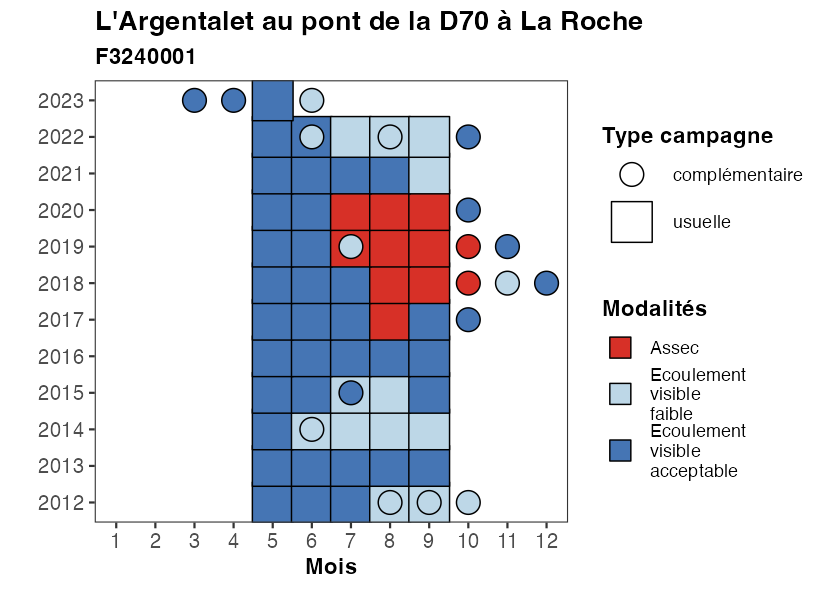 L'Argentalet au pont de la D70 à La Roche
F3240001
2023
2022
2021
2020
2019
2018
2017
2016
2015
2014
2013
2012
1 2 3 4 5 6 7 8 9 10 11 12
Mois
Type campagne
complémentaire
usuelle
Modalités
Assec
Ecoulement
visible
faible
Ecoulement
visible
acceptable